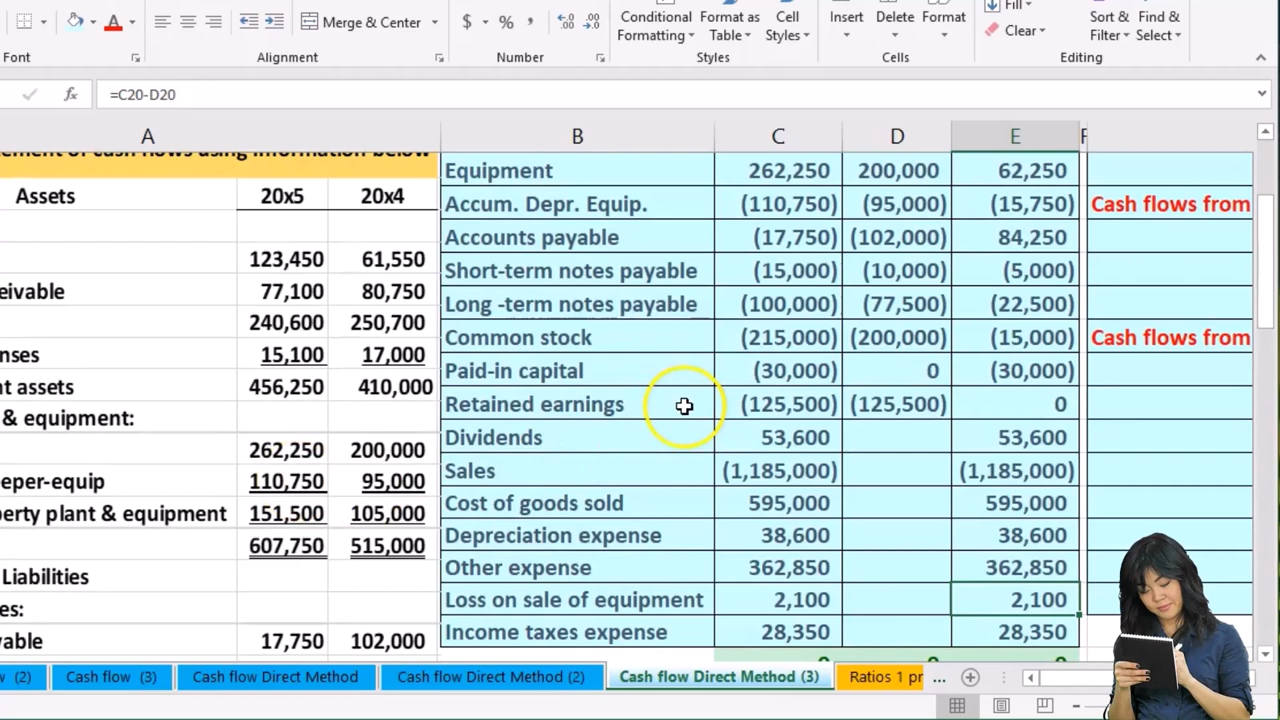 Merge & Center
$ % ,
Conditional Formatting
Format as Table
Cell Styles
Insert
Delete
Format
Fill
Clear
Sort & Filter
Find & Select
Font
Alignment
Number
Styles
Cells
Editing
fx =C20-D20
A B C D E F
ement of cash flows using information below
Assets 20x5 20x4
123,450 61,550
eivable 77,100 80,750
240,600 250,700
nses 15,100 17,000
nt assets 456,250 410,000
& equipment:
262,250 200,000
eper-equip 110,750 95,000
perty plant & equipment 151,500 105,000
607,750 515,000
Liabilities
es:
yable 17,750 102,000
Equipment 262,250 200,000 62,250
Accum. Depr. Equip. (110,750) (95,000) (15,750) Cash flows from
Accounts payable (17,750) (102,000) 84,250
Short-term notes payable (15,000) (10,000) (5,000)
Long -term notes payable (100,000) (77,500) (22,500)
Common stock (215,000) (200,000) (15,000) Cash flows from
Paid-in capital (30,000) 0 (30,000)
Retained earnings (125,500) (125,500) 0
Dividends 53,600 53,600
Sales (1,185,000) (1,185,000)
Cost of goods sold 595,000 595,000
Depreciation expense 38,600 38,600
Other expense 362,850 362,850
Loss on sale of equipment 2,100 2,100
Income taxes expense 28,350 28,350
(2) Cash flow (3) Cash flow Direct Method Cash flow Direct Method (2) Cash flow Direct Method (3) Ratios 1 pr ...